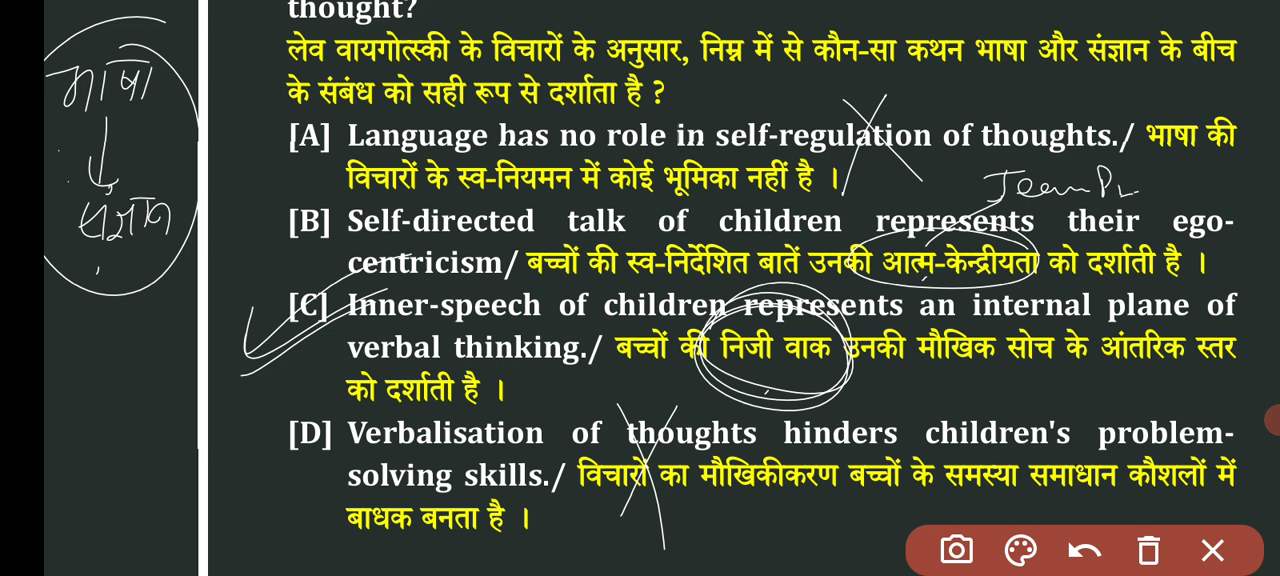 thought?
लेव वायगोत्स्की के विचारों के अनुसार, निम्न में से कौन-सा कथन भाषा और संज्ञान के बीच
के संबंध को सही रूप से दर्शाता है ?
[A] Language has no role in self-regulation of thoughts./ भाषा की
विचारों के स्व-नियमन में कोई भूमिका नहीं है ।
[B] Self-directed talk of children represents their ego-
centricism/ बच्चों की स्व-निर्देशित बातें उनकी आत्म-केन्द्रीयता को दर्शाती है ।
[C] Inner-speech of children represents an internal plane of
verbal thinking./ बच्चों की निजी वाक उनकी मौखिक सोच के आंतरिक स्तर
को दर्शाती है ।
[D] Verbalisation of thoughts hinders children's problem-
solving skills./ विचारों का मौखिकीकरण बच्चों के समस्या समाधान कौशलों में
बाधक बनता है ।
भाषा
संज्ञान